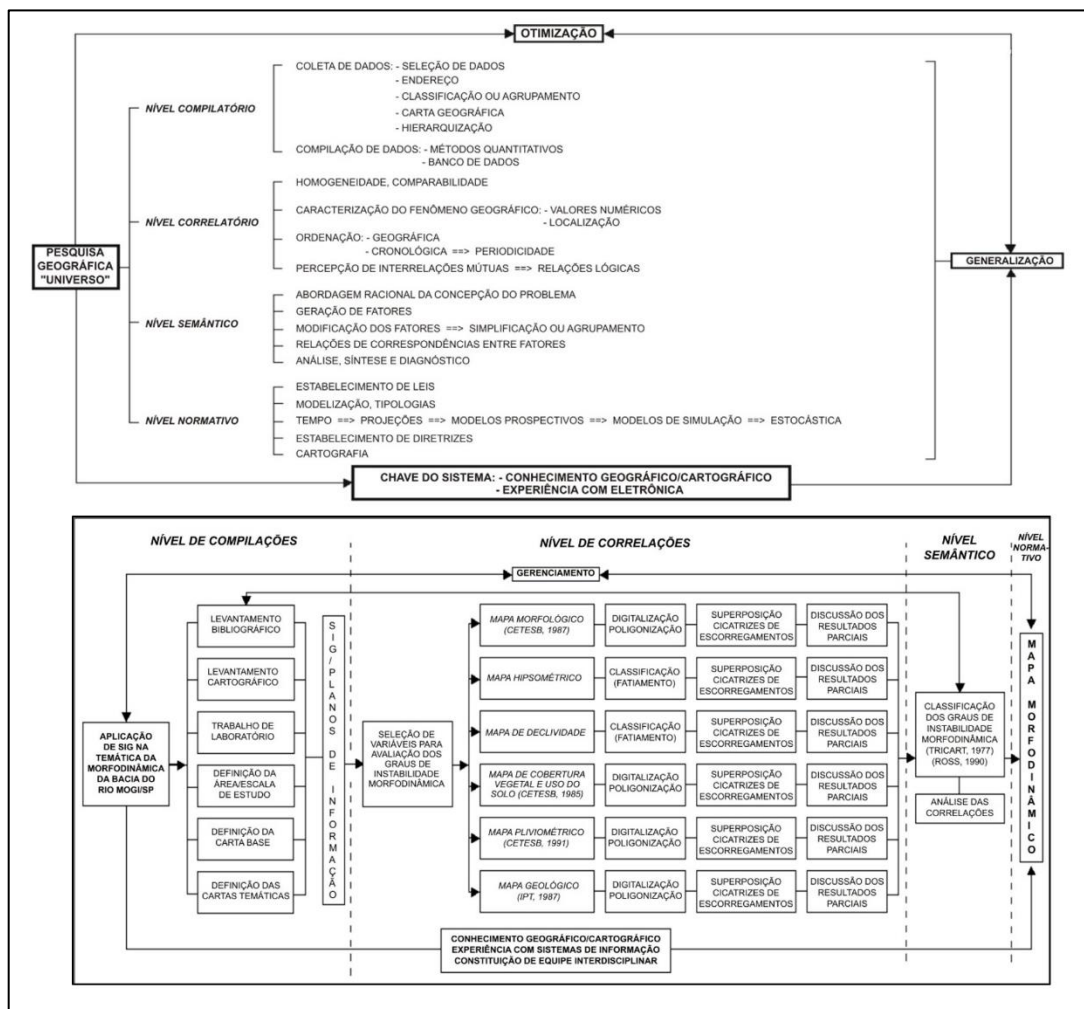 OTIMIZAÇÃO
PESQUISA
GEOGRÁFICA
"UNIVERSO"
NÍVEL COMPILATÓRIO
COLETA DE DADOS: - SELEÇÃO DE DADOS
- ENDEREÇO
- CLASSIFICAÇÃO OU AGRUPAMENTO
- CARTA GEOGRÁFICA
- HIERARQUIZAÇÃO
COMPILAÇÃO DE DADOS: - MÉTODOS QUANTITATIVOS
- BANCO DE DADOS
NÍVEL CORRELATÓRIO
HOMOGENEIDADE, COMPARABILIDADE
CARACTERIZAÇÃO DO FENÔMENO GEOGRÁFICO: - VALORES NUMÉRICOS
- LOCALIZAÇÃO
ORDENAÇÃO: - GEOGRÁFICA
- CRONOLÓGICA ==> PERIODICIDADE
PERCEPÇÃO DE INTERRELAÇÕES MÚTUAS ==> RELAÇÕES LÓGICAS
NÍVEL SEMÂNTICO
ABORDAGEM RACIONAL DA CONCEPÇÃO DO PROBLEMA
GERAÇÃO DE FATORES
MODIFICAÇÃO DOS FATORES ==> SIMPLIFICAÇÃO OU AGRUPAMENTO
RELAÇÕES DE CORRESPONDÊNCIAS ENTRE FATORES
ANÁLISE, SÍNTESE E DIAGNÓSTICO
NÍVEL NORMATIVO
ESTABELECIMENTO DE LEIS
MODELIZAÇÃO, TIPOLOGIAS
TEMPO ==> PROJEÇÕES ==> MODELOS PROSPECTIVOS ==> MODELOS DE SIMULAÇÃO ==> ESTOCÁSTICA
ESTABELECIMENTO DE DIRETRIZES
CARTOGRAFIA
GENERALIZAÇÃO
CHAVE DO SISTEMA: - CONHECIMENTO GEOGRÁFICO/CARTOGRÁFICO
- EXPERIÊNCIA COM ELETRÔNICA
NÍVEL DE COMPILAÇÕES
NÍVEL DE CORRELAÇÕES
NÍVEL
SEMÂNTICO
NÍVEL
NORMA-
TIVO
GERENCIAMENTO
APLICAÇÃO
DE SIG NA
TEMÁTICA DA
MORFODINÂMICA
DA BACIA DO
RIO MOGI/SP
LEVANTAMENTO
BIBLIOGRÁFICO
LEVANTAMENTO
CARTOGRÁFICO
TRABALHO DE
LABORATÓRIO
DEFINIÇÃO DA
ÁREA/ESCALA
DE ESTUDO
DEFINIÇÃO DA
CARTA BASE
DEFINIÇÃO DAS
CARTAS TEMÁTICAS
SIG/PLANOS DE INFORMAÇÃO
SELEÇÃO DE
VARIÁVEIS PARA
AVALIAÇÃO DOS
GRAUS DE
INSTABILIDADE
MORFODINÂMICA
MAPA MORFOLÓGICO
(CETESB, 1987)
DIGITALIZAÇÃO
POLIGONIZAÇÃO
SUPERPOSIÇÃO
CICATRIZES DE
ESCORREGAMENTOS
DISCUSSÃO DOS
RESULTADOS
PARCIAIS
MAPA HIPSOMÉTRICO
CLASSIFICAÇÃO
(FATIAMENTO)
SUPERPOSIÇÃO
CICATRIZES DE
ESCORREGAMENTOS
DISCUSSÃO DOS
RESULTADOS
PARCIAIS
MAPA DE DECLIVIDADE
CLASSIFICAÇÃO
(FATIAMENTO)
SUPERPOSIÇÃO
CICATRIZES DE
ESCORREGAMENTOS
DISCUSSÃO DOS
RESULTADOS
PARCIAIS
MAPA DE COBERTURA
VEGETAL E USO DO
SOLO (CETESB, 1985)
DIGITALIZAÇÃO
POLIGONIZAÇÃO
SUPERPOSIÇÃO
CICATRIZES DE
ESCORREGAMENTOS
DISCUSSÃO DOS
RESULTADOS
PARCIAIS
MAPA PLIVIOMÉTRICO
(CETESB, 1991)
DIGITALIZAÇÃO
POLIGONIZAÇÃO
SUPERPOSIÇÃO
CICATRIZES DE
ESCORREGAMENTOS
DISCUSSÃO DOS
RESULTADOS
PARCIAIS
MAPA GEOLÓGICO
(IPT, 1987)
DIGITALIZAÇÃO
POLIGONIZAÇÃO
SUPERPOSIÇÃO
CICATRIZES DE
ESCORREGAMENTOS
DISCUSSÃO DOS
RESULTADOS
PARCIAIS
CLASSIFICAÇÃO
DOS GRAUS DE
INSTABILIDADE
MORFODINÂMICA
(TRICART, 1977)
(ROSS, 1990)
ANÁLISE DAS
CORRELAÇÕES
MAPA MORFODINÂMICO
CONHECIMENTO GEOGRÁFICO/CARTOGRÁFICO
EXPERIÊNCIA COM SISTEMAS DE INFORMAÇÃO
CONSTITUIÇÃO DE EQUIPE INTERDISCIPLINAR